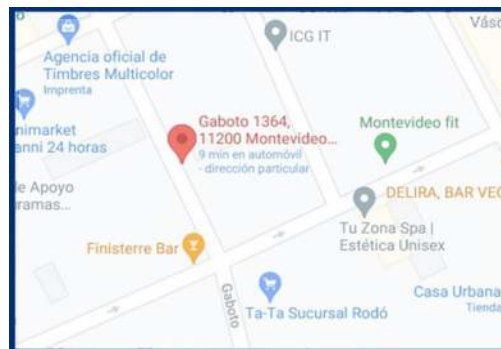 ICG IT
Vásc
Agencia oficial de
Timbres Multicolor
Imprenta
Gaboto 1364,
11200 Montevideo...
9 min en automóvil
- dirección particular
Montevideo fit
nimarket
anni 24 horas
le Apoyo
gramas...
DELIRA, BAR VEG
Tu Zona Spa |
Estética Unisex
Finisterre Bar
Gaboto
Ta-Ta Sucursal Rodó
Casa Urbana
Tienda